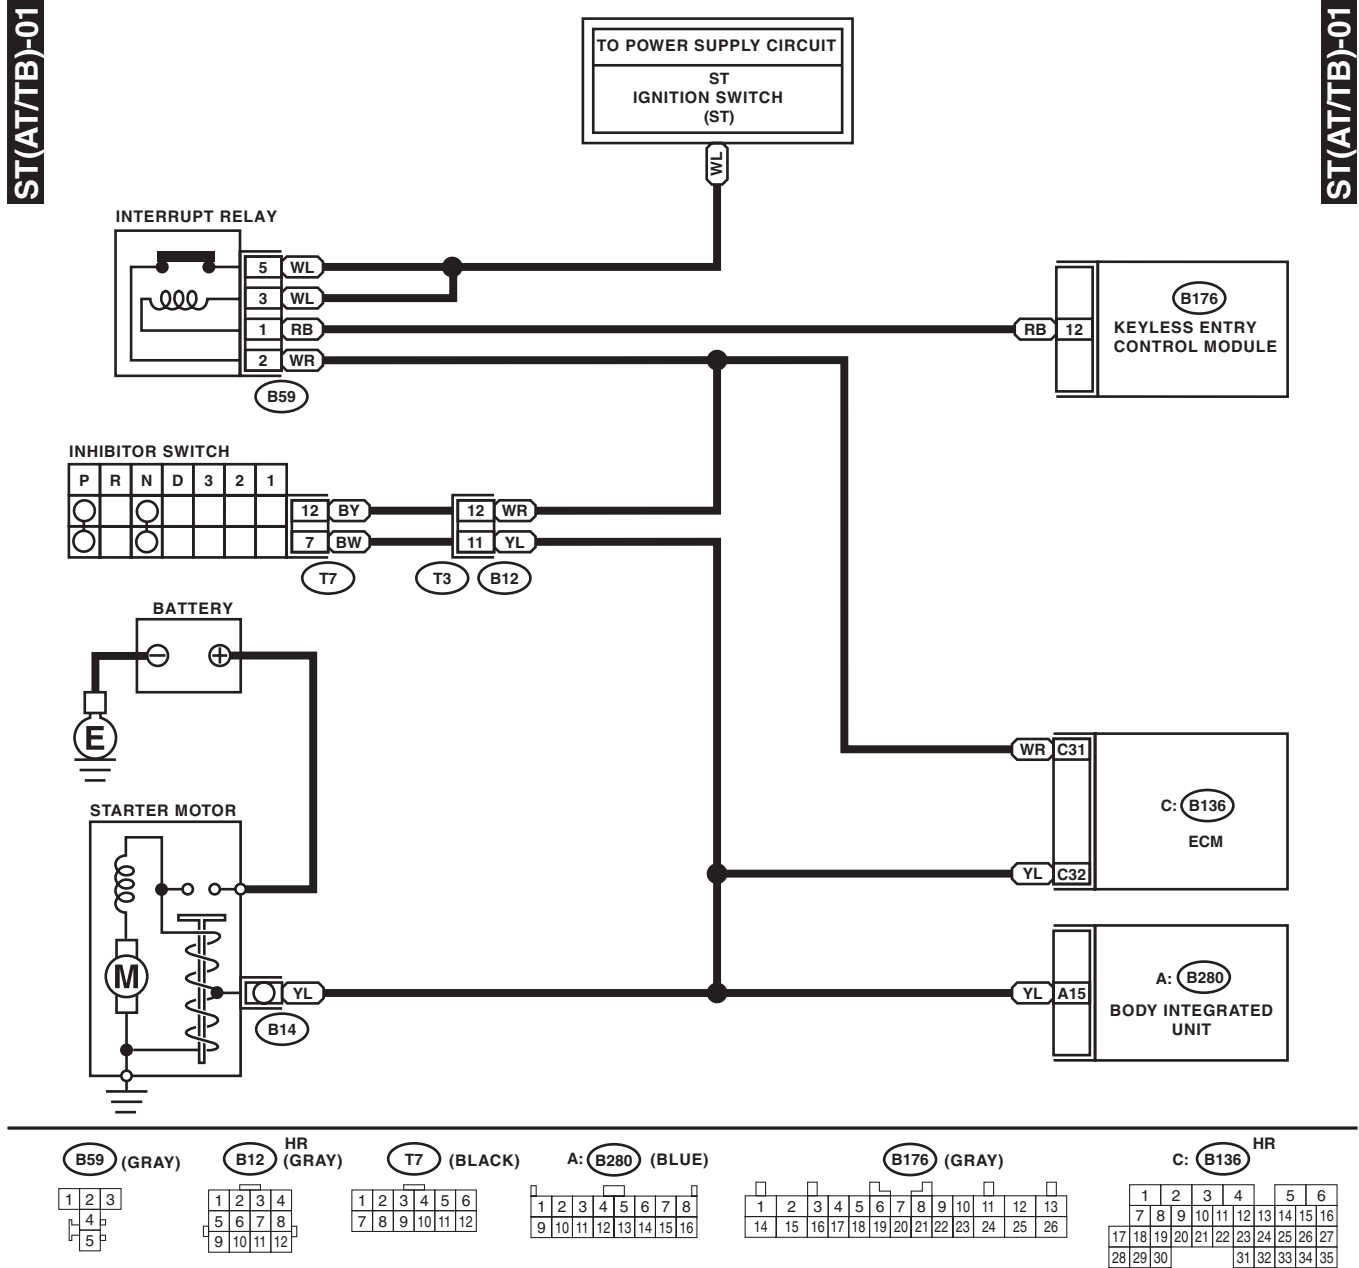 ST(AT/TB)-01
ST(AT/TB)-01
TO POWER SUPPLY CIRCUIT
ST
IGNITION SWITCH
(ST)
WL
INTERRUPT RELAY
5 WL
3 WL
1 RB
2 WR
B59
RB 12
B176
KEYLESS ENTRY
CONTROL MODULE
INHIBITOR SWITCH
P R N D 3 2 1
12 BY 12 WR
7 BW 11 YL
T7 T3 B12
BATTERY
− +
E
STARTER MOTOR
M
YL
B14
WR C31
YL C32
C: B136
ECM
YL A15
A: B280
BODY INTEGRATED
UNIT
B59 (GRAY)
1 2 3
4
5
B12 HR
(GRAY)
1 2 3 4
5 6 7 8
9 10 11 12
T7 (BLACK)
1 2 3 4 5 6
7 8 9 10 11 12
A: B280 (BLUE)
1 2 3 4 5 6 7 8
9 10 11 12 13 14 15 16
B176 (GRAY)
1 2 3 4 5 6 7 8 9 10 11 12 13
14 15 16 17 18 19 20 21 22 23 24 25 26
C: B136 HR
1 2 3 4 5 6
7 8 9 10 11 12 13 14 15 16
17 18 19 20 21 22 23 24 25 26 27
28 29 30 31 32 33 34 35